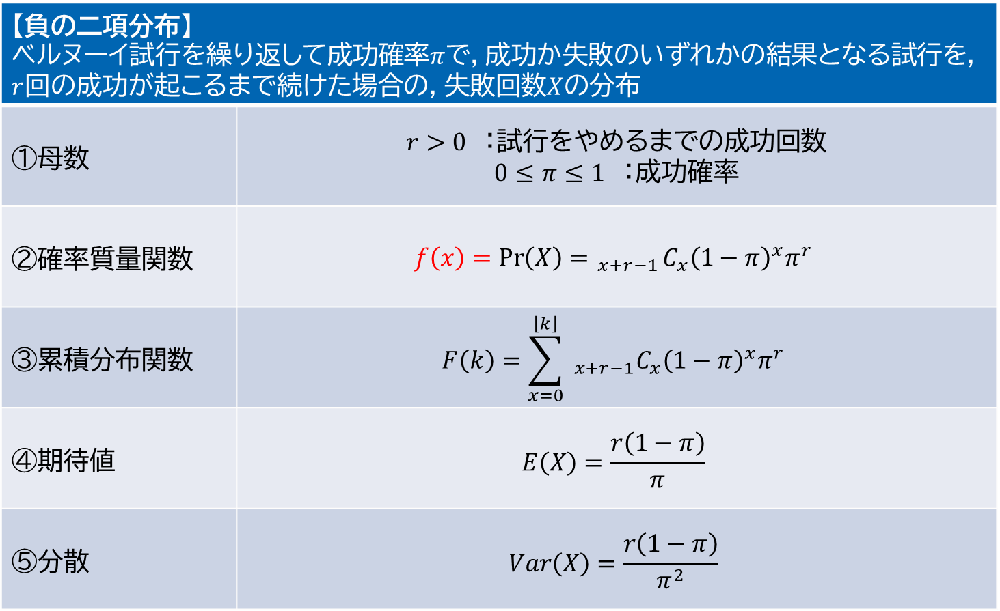 【負の二項分布】
ベルヌーイ試行を繰り返して成功確率πで，成功か失敗のいずれかの結果となる試行を，
r回の成功が起こるまで続けた場合の，失敗回数Xの分布
①母数
r > 0 ：試行をやめるまでの成功回数
0 ≤ π ≤ 1 ：成功確率
②確率質量関数
f(x) = Pr(X) = ₓ₊ᵣ₋₁Cₓ(1 − π)ˣπʳ
③累積分布関数
F(k) = ∑_{x=0}^{⌊k⌋} ₓ₊ᵣ₋₁Cₓ(1 − π)ˣπʳ
④期待値
E(X) = r(1 − π)/π
⑤分散
Var(X) = r(1 − π)/π²